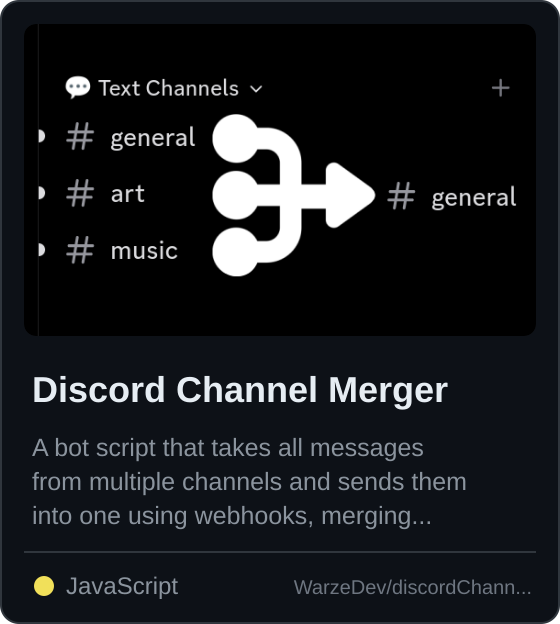 💬 Text Channels
# general
# art
# music
# general
Discord Channel Merger
A bot script that takes all messages
from multiple channels and sends them
into one using webhooks, merging...
JavaScript
WarzeDev/discordChann...